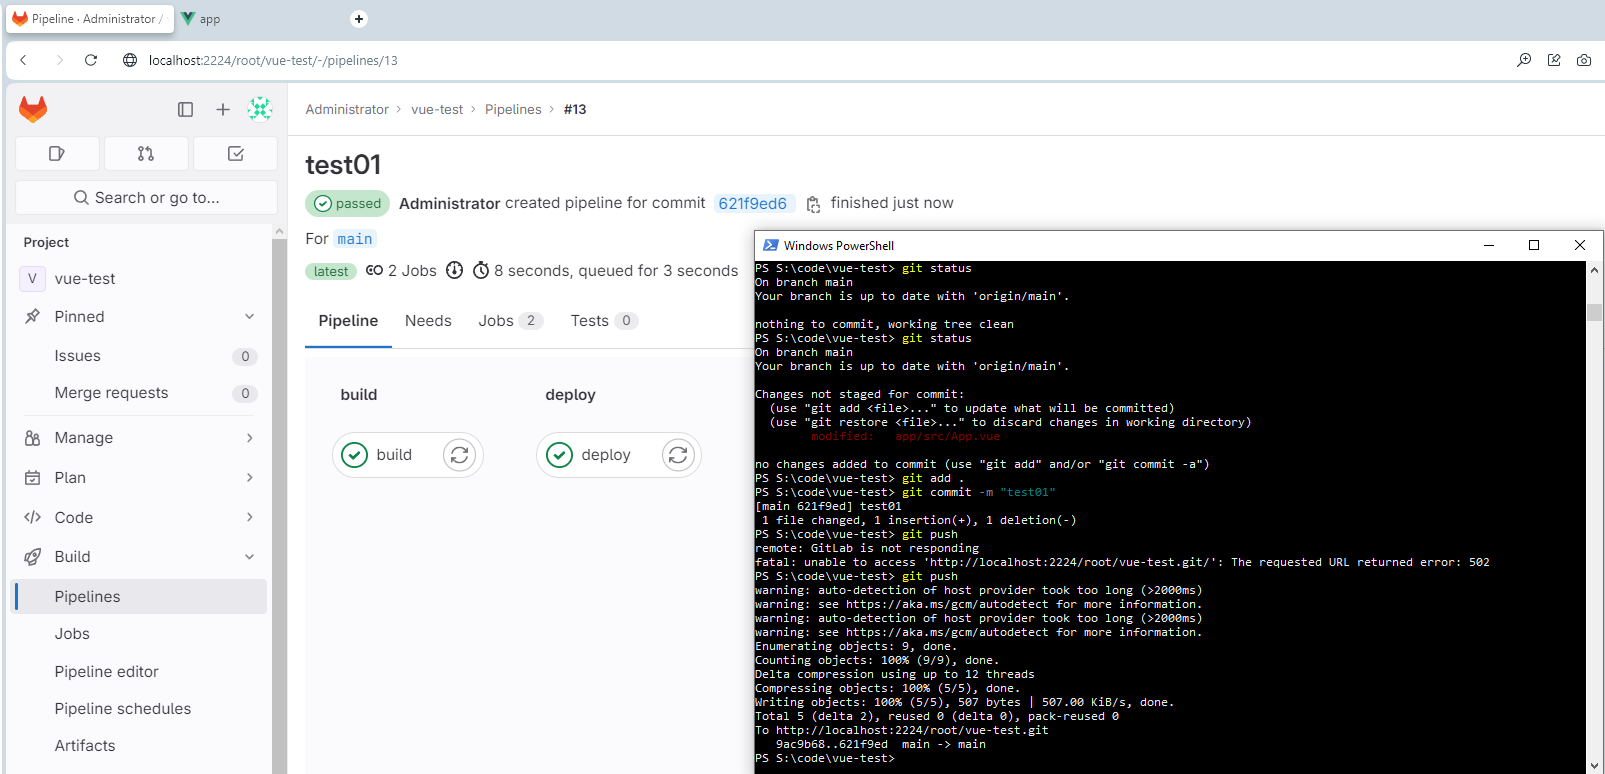 Pipeline · Administrator /
app
localhost:2224/root/vue-test/-/pipelines/13
Administrator > vue-test > Pipelines > #13
Search or go to...
Project
V vue-test
Pinned
Issues 0
Merge requests 0
Manage
Plan
Code
Build
Pipelines
Jobs
Pipeline editor
Pipeline schedules
Artifacts
test01
passed Administrator created pipeline for commit 621f9ed6 finished just now
For main
latest 2 Jobs 8 seconds, queued for 3 seconds
Pipeline Needs Jobs 2 Tests 0
build deploy
build deploy
Windows PowerShell
PS S:\code\vue-test> git status
On branch main
Your branch is up to date with 'origin/main'.
nothing to commit, working tree clean
PS S:\code\vue-test> git status
On branch main
Your branch is up to date with 'origin/main'.
Changes not staged for commit:
(use "git add <file>..." to update what will be committed)
(use "git restore <file>..." to discard changes in working directory)
modified: app/src/App.vue
no changes added to commit (use "git add" and/or "git commit -a")
PS S:\code\vue-test> git add .
PS S:\code\vue-test> git commit -m "test01"
[main 621f9ed] test01
1 file changed, 1 insertion(+), 1 deletion(-)
PS S:\code\vue-test> git push
remote: GitLab is not responding
fatal: unable to access 'http://localhost:2224/root/vue-test.git/': The requested URL returned error: 502
PS S:\code\vue-test> git push
warning: auto-detection of host provider took too long (>2000ms)
warning: see https://aka.ms/gcm/autodetect for more information.
warning: auto-detection of host provider took too long (>2000ms)
warning: see https://aka.ms/gcm/autodetect for more information.
Enumerating objects: 9, done.
Counting objects: 100% (9/9), done.
Delta compression using up to 12 threads
Compressing objects: 100% (5/5), done.
Writing objects: 100% (5/5), 507 bytes | 507.00 KiB/s, done.
Total 5 (delta 2), reused 0 (delta 0), pack-reused 0
To http://localhost:2224/root/vue-test.git
9ac9b68..621f9ed main -> main
PS S:\code\vue-test>